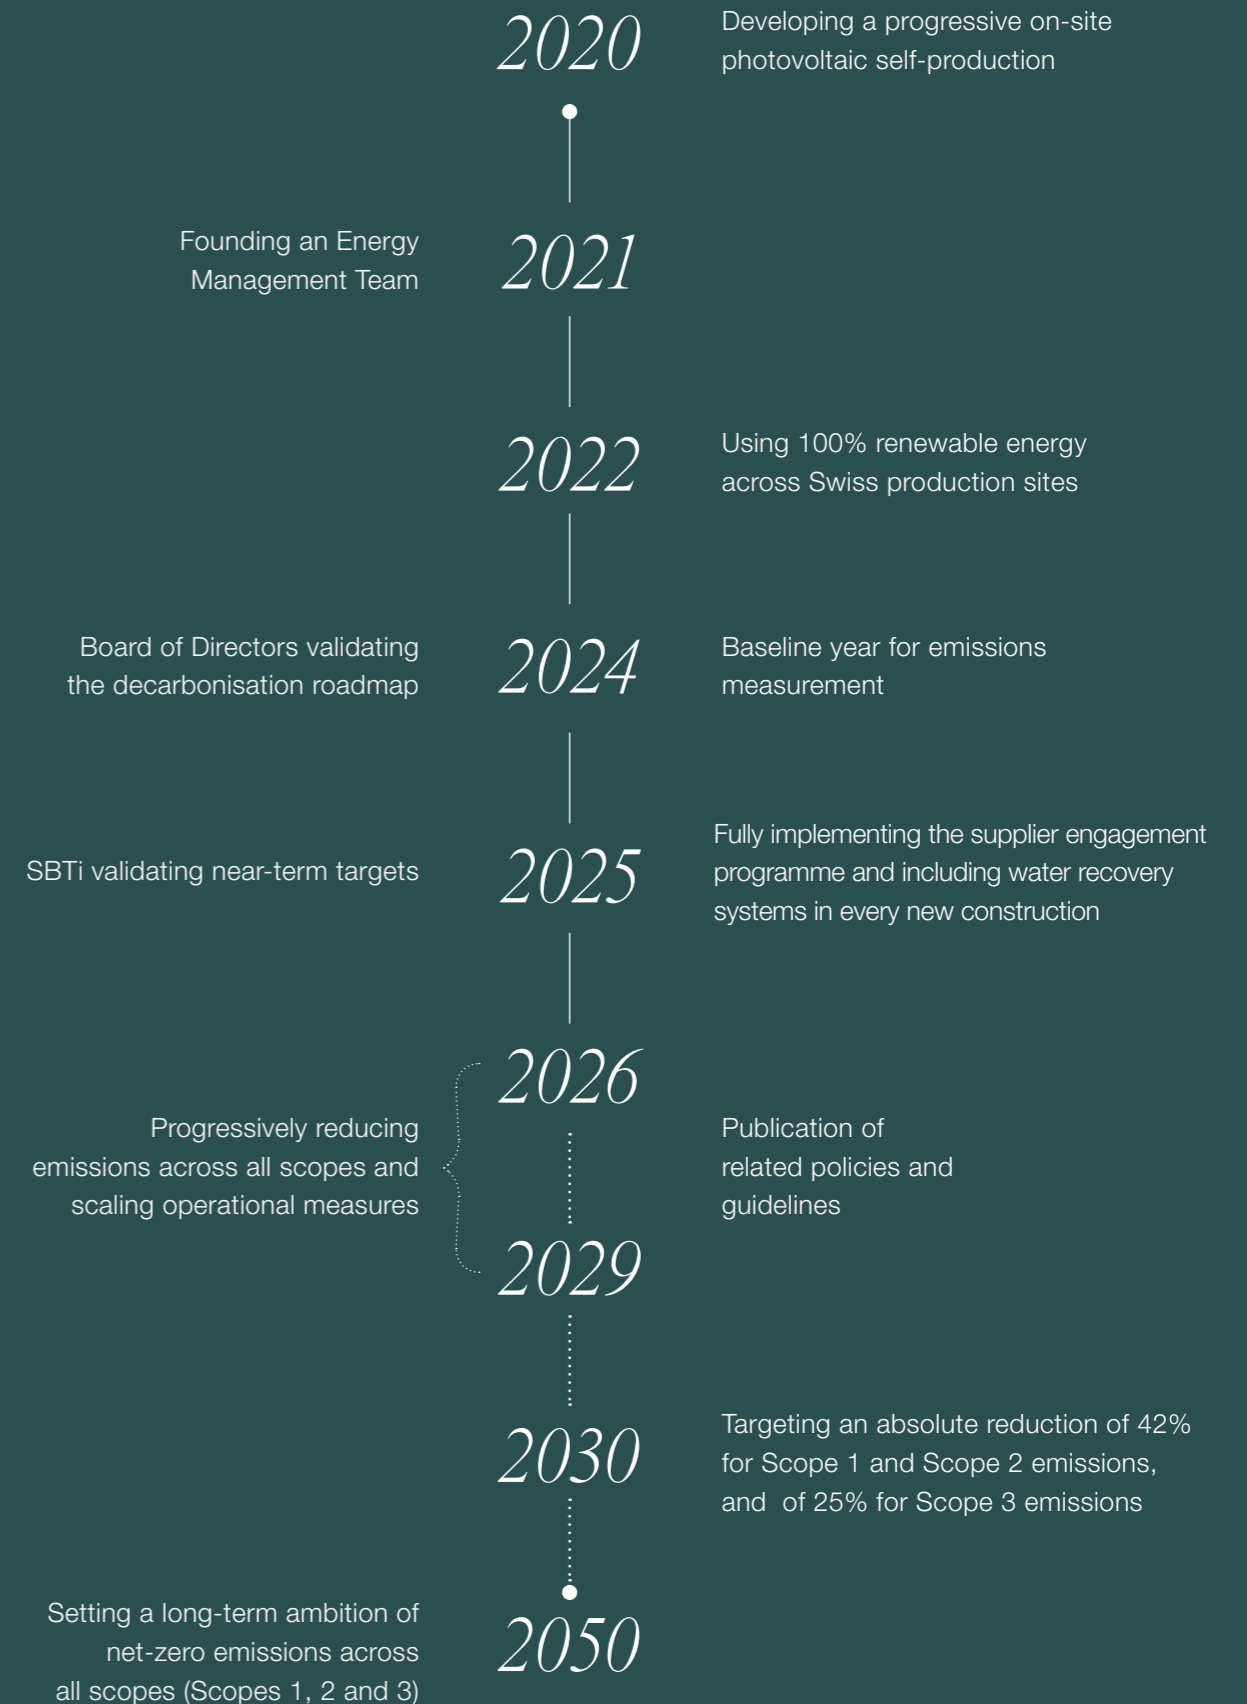 2020
Developing a progressive on-site
photovoltaic self-production
Founding an Energy
Management Team
2021
2022
Using 100% renewable energy
across Swiss production sites
Board of Directors validating
the decarbonisation roadmap
2024
Baseline year for emissions
measurement
SBTi validating near-term targets
2025
Fully implementing the supplier engagement
programme and including water recovery
systems in every new construction
2026
Progressively reducing
emissions across all scopes and
scaling operational measures
Publication of
related policies and
guidelines
2029
2030
Targeting an absolute reduction of 42%
for Scope 1 and Scope 2 emissions,
and  of 25% for Scope 3 emissions
Setting a long-term ambition of
net-zero emissions across
all scopes (Scopes 1, 2 and 3)
2050